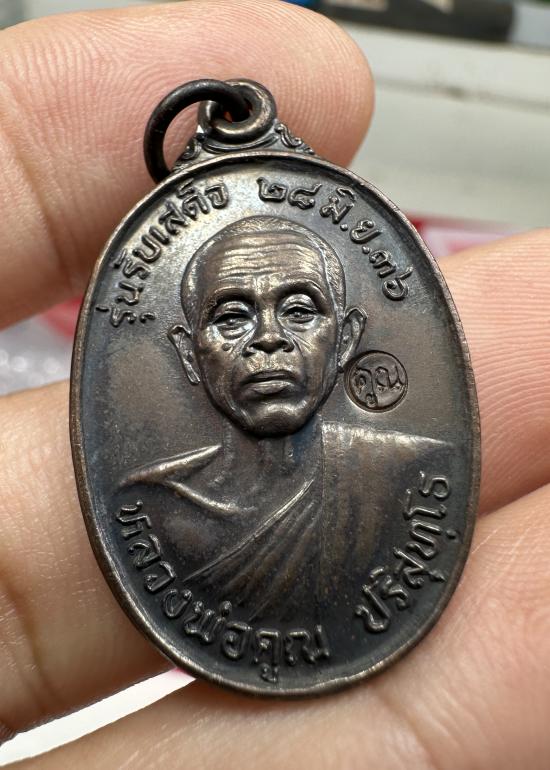 รุ่นรับเสด็จ ๒๘ มิ.ย.๓๖
คูณ
หลวงพ่อคูณ ปริสุทฺโธ